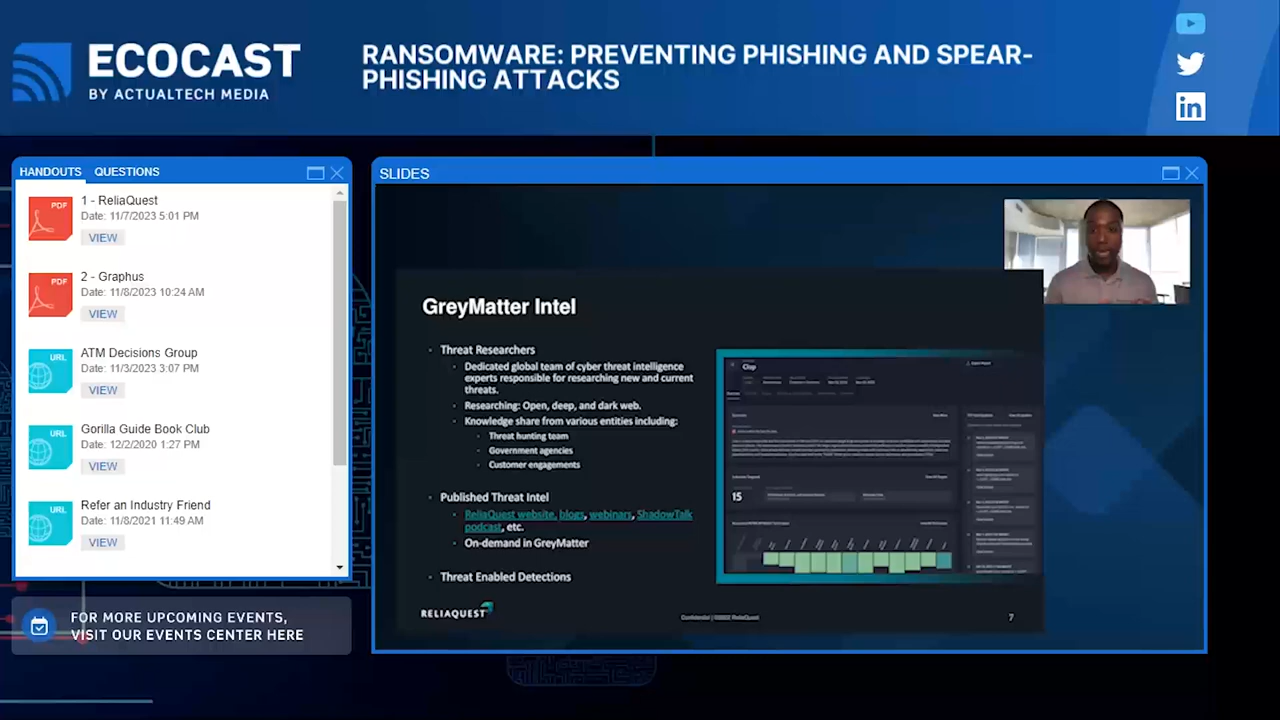 ECOCAST
BY ACTUALTECH MEDIA
RANSOMWARE: PREVENTING PHISHING AND SPEAR-
PHISHING ATTACKS
in
HANDOUTS QUESTIONS
PDF
1 - ReliaQuest
Date: 11/7/2023 5:01 PM
VIEW
PDF
2 - Graphus
Date: 11/8/2023 10:24 AM
VIEW
URL
ATM Decisions Group
Date: 11/3/2023 3:07 PM
VIEW
URL
Gorilla Guide Book Club
Date: 12/2/2020 1:27 PM
VIEW
URL
Refer an Industry Friend
Date: 11/8/2021 11:49 AM
VIEW
FOR MORE UPCOMING EVENTS,
VISIT OUR EVENTS CENTER HERE
SLIDES
GreyMatter Intel
Threat Researchers
Dedicated global team of cyber threat intelligence
experts responsible for researching new and current
threats.
Researching: Open, deep, and dark web.
Knowledge share from various entities including:
Threat hunting team
Government agencies
Customer engagements
Published Threat Intel
ReliaQuest website, blogs, webinars, ShadowTalk
podcast, etc.
On-demand in GreyMatter
Threat Enabled Detections
Clop
15
RELIAQUEST
7